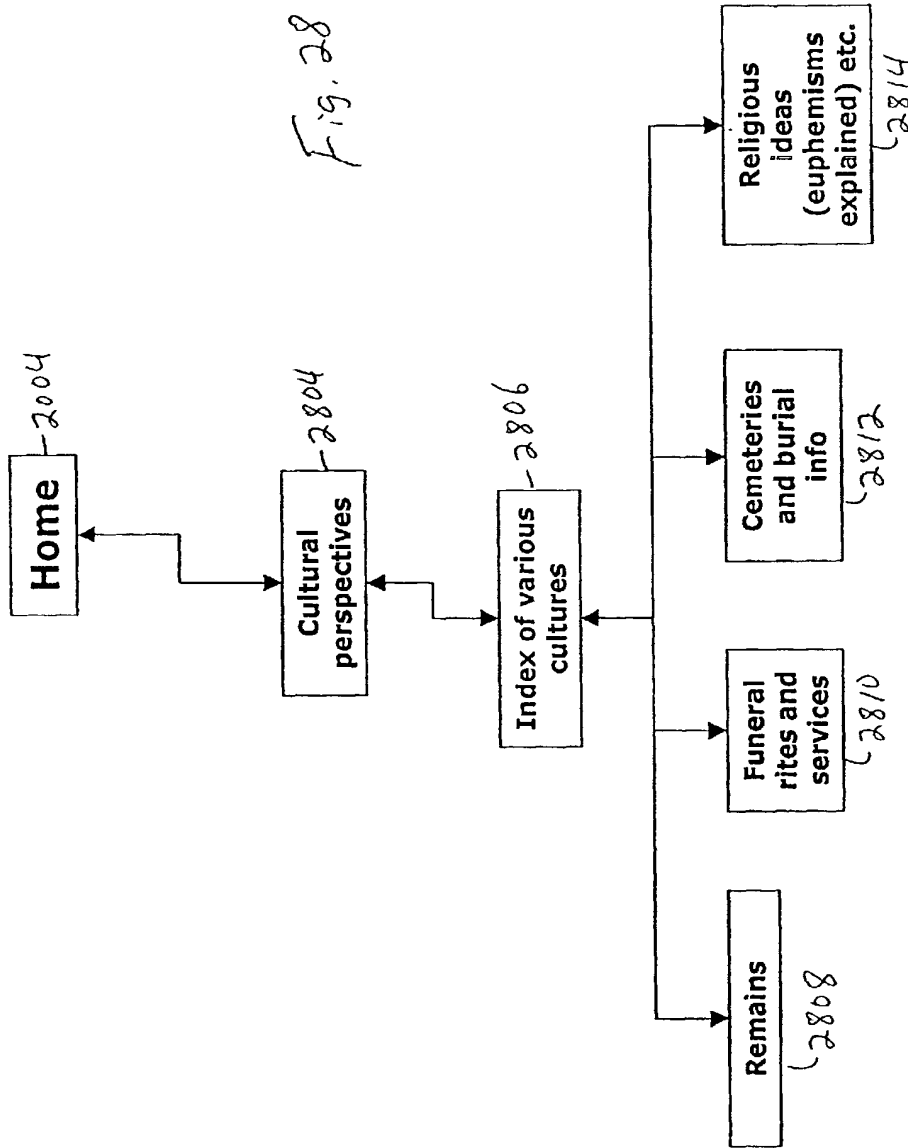 Fig. 28
Home
2004
Cultural
perspectives
2804
Index of various
cultures
2806
Remains
2808
Funeral
rites and
services
2810
Cemeteries
and burial
info
2812
Religious
ideas
(euphemisms
explained) etc.
2814